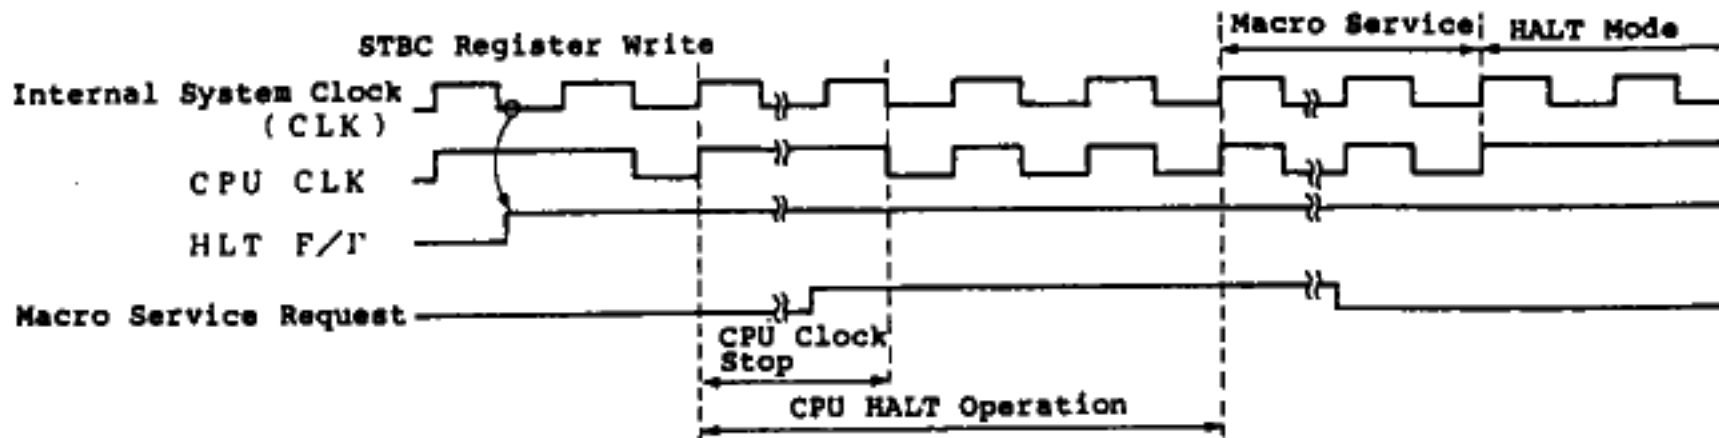 Macro Service
HALT Mode
STBC Register Write
Internal System Clock
(CLK)
CPU CLK
HLT F/F
Macro Service Request
CPU Clock
Stop
CPU HALT Operation